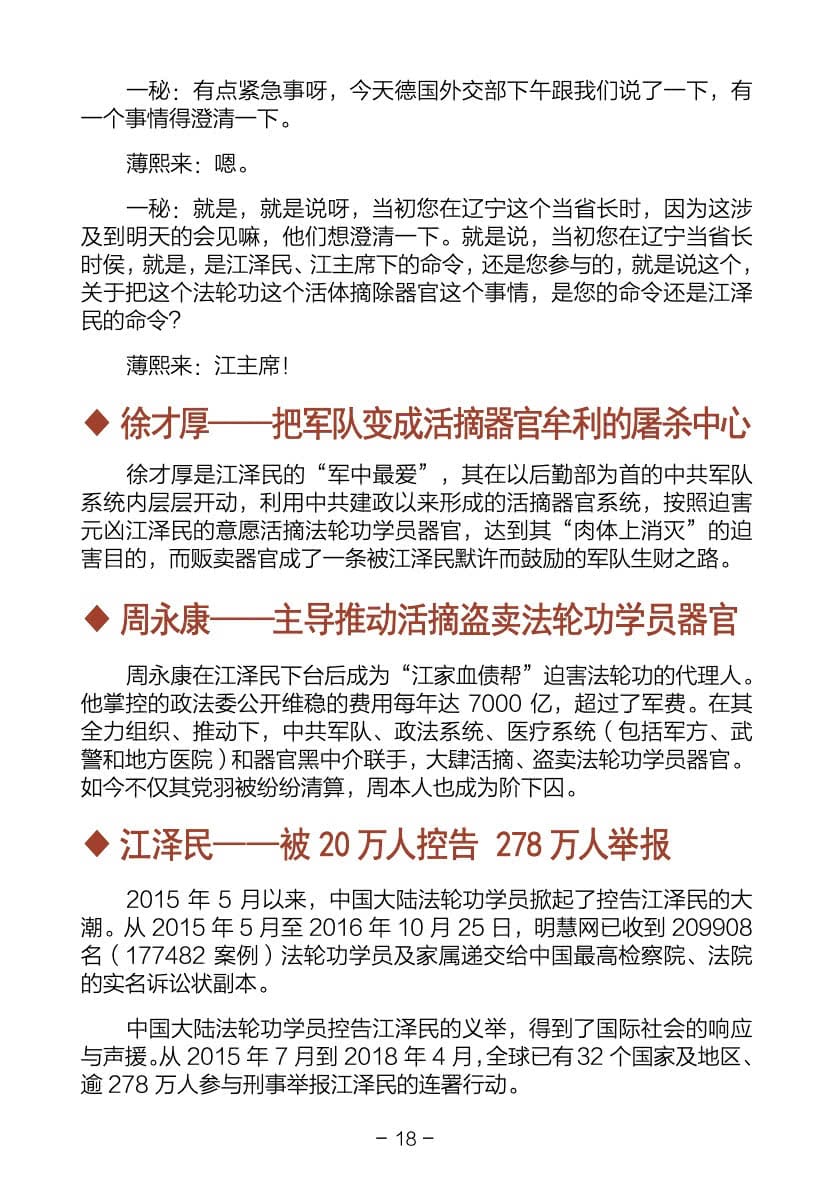 一秘：有点紧急事呀，今天德国外交部下午跟我们说了一下，有
一个事情得澄清一下。
薄熙来：嗯。
一秘：就是，就是说呀，当初您在辽宁这个当省长时，因为这涉
及到明天的会见嘛，他们想澄清一下。就是说，当初您在辽宁当省长
时侯，就是，是江泽民、江主席下的命令，还是您参与的，就是说这个，
关于把这个法轮功这个活体摘除器官这个事情，是您的命令还是江泽
民的命令？
薄熙来：江主席！
◆ 徐才厚——把军队变成活摘器官牟利的屠杀中心
徐才厚是江泽民的“军中最爱”，其在以后勤部为首的中共军队
系统内层层开动，利用中共建政以来形成的活摘器官系统，按照迫害
元凶江泽民的意愿活摘法轮功学员器官，达到其“肉体上消灭”的迫
害目的，而贩卖器官成了一条被江泽民默许而鼓励的军队生财之路。
◆ 周永康——主导推动活摘盗卖法轮功学员器官
周永康在江泽民下台后成为“江家血债帮”迫害法轮功的代理人。
他掌控的政法委公开维稳的费用每年达 7000 亿，超过了军费。在其
全力组织、推动下，中共军队、政法系统、医疗系统（包括军方、武
警和地方医院）和器官黑中介联手，大肆活摘、盗卖法轮功学员器官。
如今不仅其党羽被纷纷清算，周本人也成为阶下囚。
◆ 江泽民——被 20 万人控告 278 万人举报
2015 年 5 月以来，中国大陆法轮功学员掀起了控告江泽民的大
潮。从 2015 年 5 月至 2016 年 10 月 25 日，明慧网已收到 209908
名（177482 案例）法轮功学员及家属递交给中国最高检察院、法院
的实名诉讼状副本。
中国大陆法轮功学员控告江泽民的义举，得到了国际社会的响应
与声援。从 2015 年 7 月到 2018 年 4 月，全球已有 32 个国家及地区、
逾 278 万人参与刑事举报江泽民的连署行动。
– 18 –